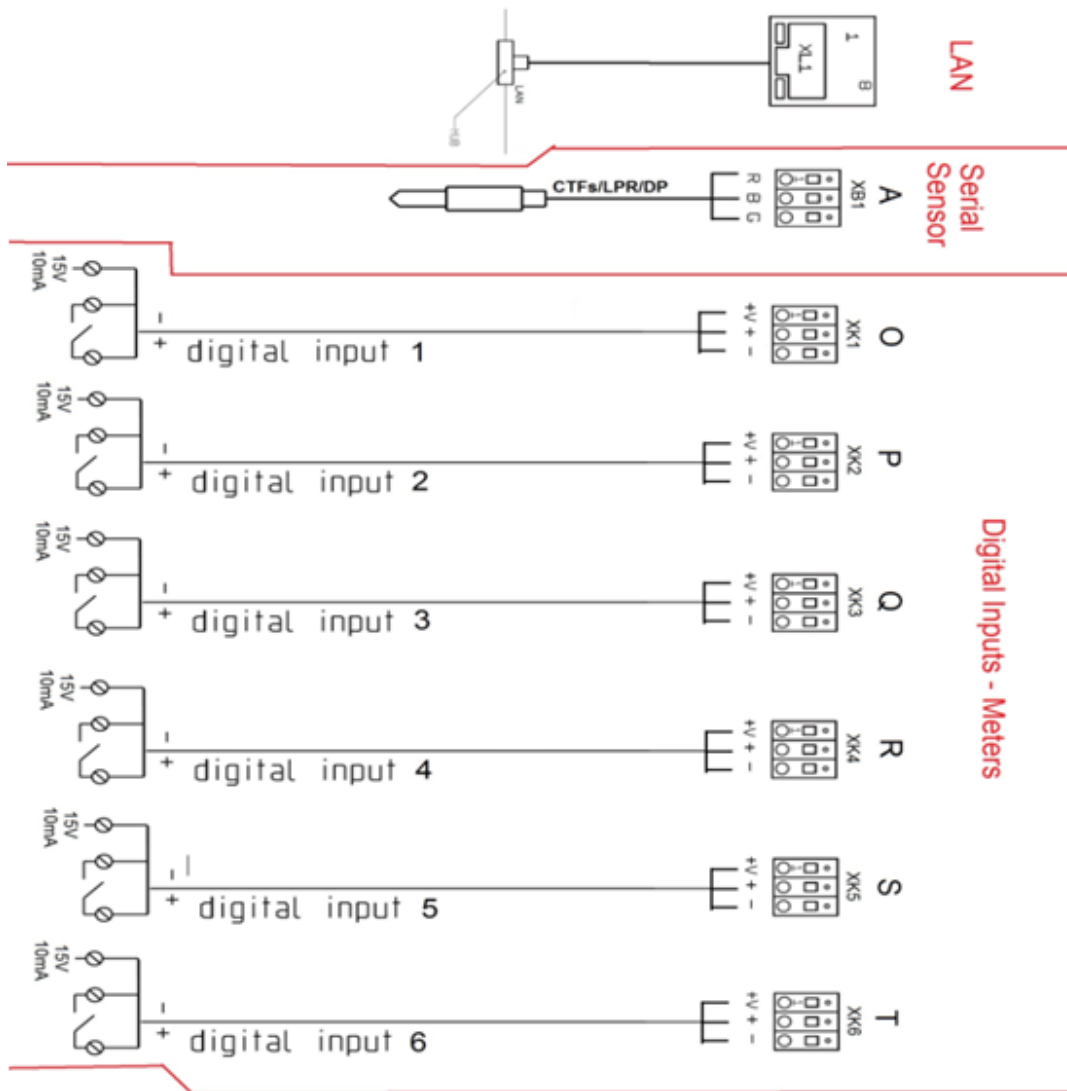 LAN
1
8
XL1
LAN
HUB
Serial
Sensor
A
XB1
R
B
G
CTFs/LPR/DP
Digital Inputs - Meters
O
XK1
+V
+
-
-
+
digital input 1
15V
10mA
P
XK2
+V
+
-
-
+
digital input 2
15V
10mA
Q
XK3
+V
+
-
-
+
digital input 3
15V
10mA
R
XK4
+V
+
-
-
+
digital input 4
15V
10mA
S
XK5
+V
+
-
-
+
digital input 5
15V
10mA
T
XK6
+V
+
-
-
+
digital input 6
15V
10mA